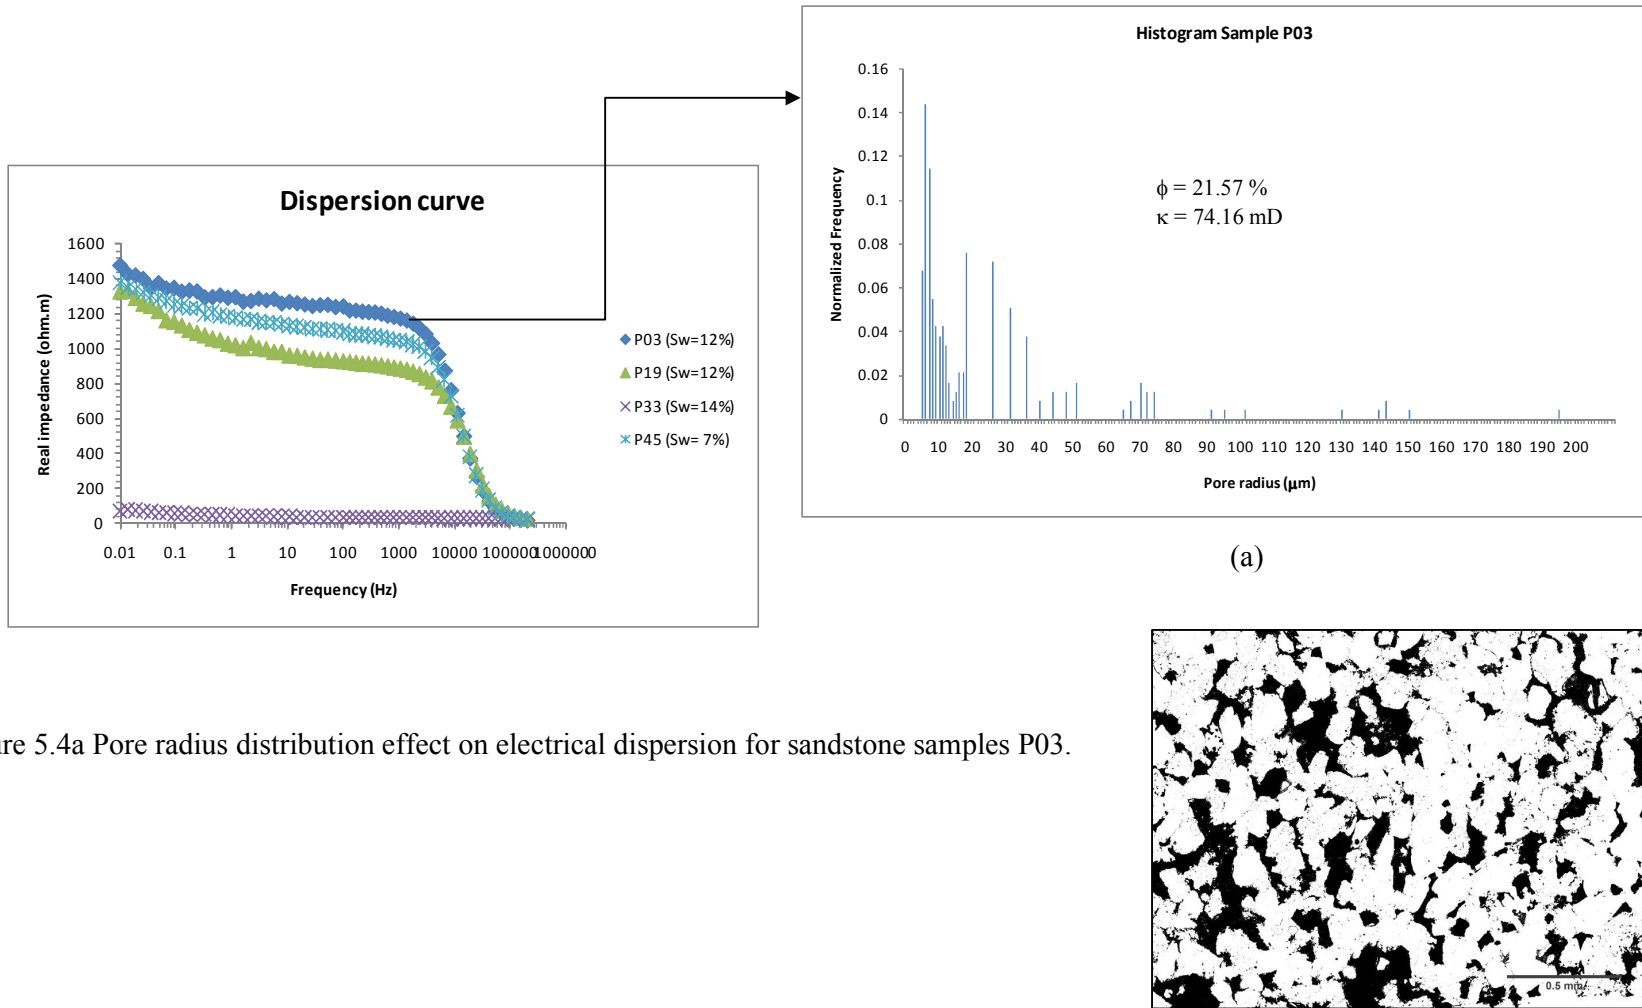 Histogram Sample P03
0.16
0.14
0.12
0.1
0.08
0.06
0.04
0.02
0
Normalized Frequency
ϕ = 21.57 %
κ = 74.16 mD
0 10 20 30 40 50 60 70 80 90 100 110 120 130 140 150 160 170 180 190 200
Pore radius (µm)
(a)
Dispersion curve
1600
1400
1200
1000
800
600
400
200
0
Real impedance (ohm.m)
0.01 0.1 1 10 100 1000 10000 100000 1000000
Frequency (Hz)
P03 (Sw=12%)
P19 (Sw=12%)
P33 (Sw=14%)
P45 (Sw= 7%)
ure 5.4a Pore radius distribution effect on electrical dispersion for sandstone samples P03.
0.5 mm